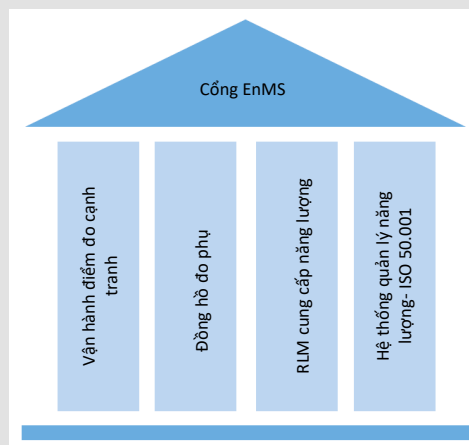 Cổng EnMS
Vận hành điểm đo cạnh
tranh
Đồng hồ đo phụ
RLM cung cấp năng lượng
Hệ thống quản lý năng
lượng- ISO 50.001